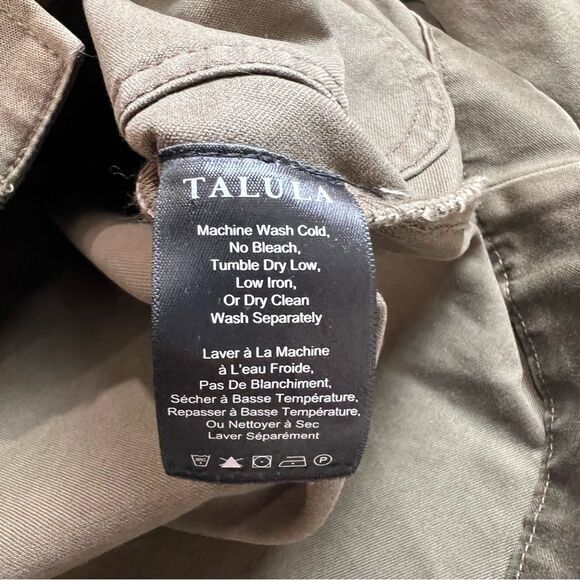 TALULA
Machine Wash Cold,
No Bleach,
Tumble Dry Low,
Low Iron,
Or Dry Clean
Wash Separately
Laver à La Machine
à L'eau Froide,
Pas De Blanchiment,
Sécher à Basse Température,
Repasser à Basse Température,
Ou Nettoyer à Sec
Laver Séparément
30C P